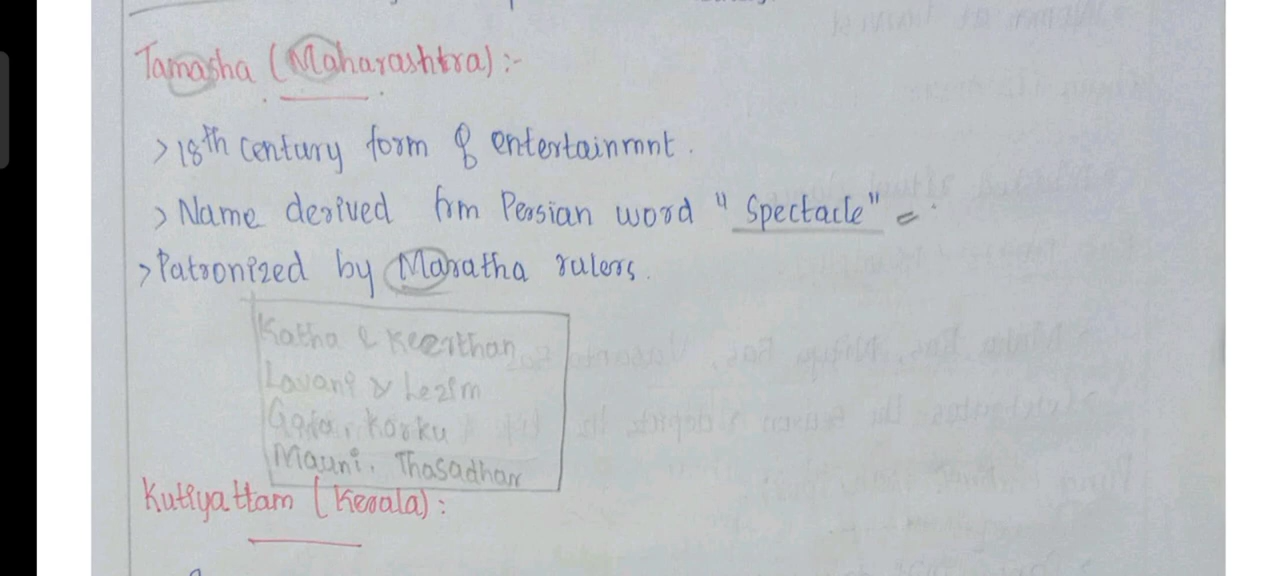 Tamasha (Maharashtra) :-
> 18th Century form of entertainmnt.
> Name derived frm Persian word "Spectacle" =
> Patronized by Maratha rulers.
Katha & Keerthan
Lavani & Lezim
Korku
Mauni, Thasadhar
Kutiyattam (Kerala) :